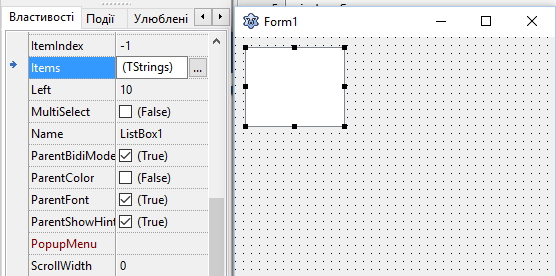 Властивості Події Улюблені
Form1
ItemIndex -1
Items (TStrings) ...
Left 10
MultiSelect (False)
Name ListBox1
ParentBidiMode (True)
ParentColor (False)
ParentFont (True)
ParentShowHint (True)
PopupMenu
ScrollWidth 0